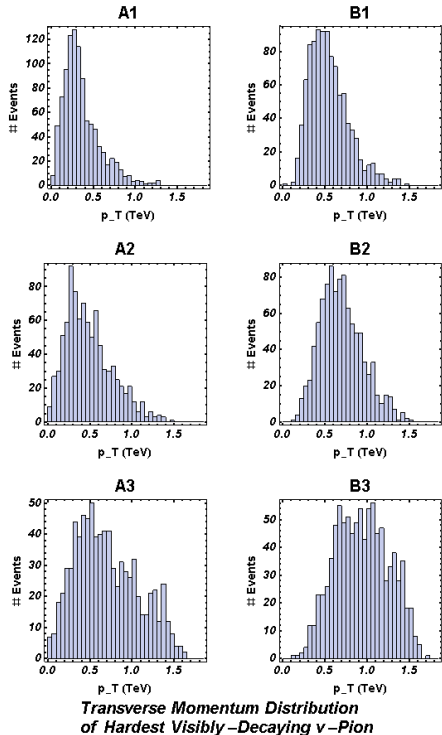 A1
# Events
120
100
80
60
40
20
0
0.0 0.5 1.0 1.5
p_T (TeV)
B1
# Events
80
60
40
20
0
0.0 0.5 1.0 1.5
p_T (TeV)
A2
# Events
80
60
40
20
0
0.0 0.5 1.0 1.5
p_T (TeV)
B2
# Events
80
60
40
20
0
0.0 0.5 1.0 1.5
p_T (TeV)
A3
# Events
50
40
30
20
10
0
0.0 0.5 1.0 1.5
p_T (TeV)
B3
# Events
50
40
30
20
10
0
0.0 0.5 1.0 1.5
p_T (TeV)
Transverse Momentum Distribution
of Hardest Visibly–Decaying v–Pion